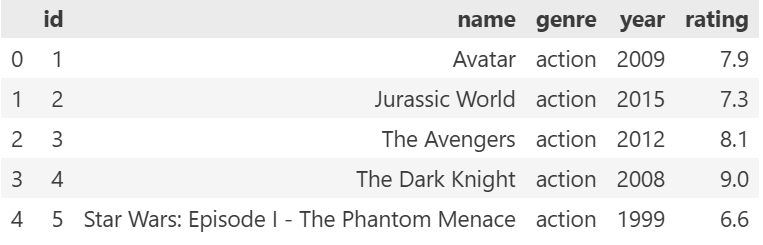 id name genre year rating
0 1 Avatar action 2009 7.9
1 2 Jurassic World action 2015 7.3
2 3 The Avengers action 2012 8.1
3 4 The Dark Knight action 2008 9.0
4 5 Star Wars: Episode I - The Phantom Menace action 1999 6.6